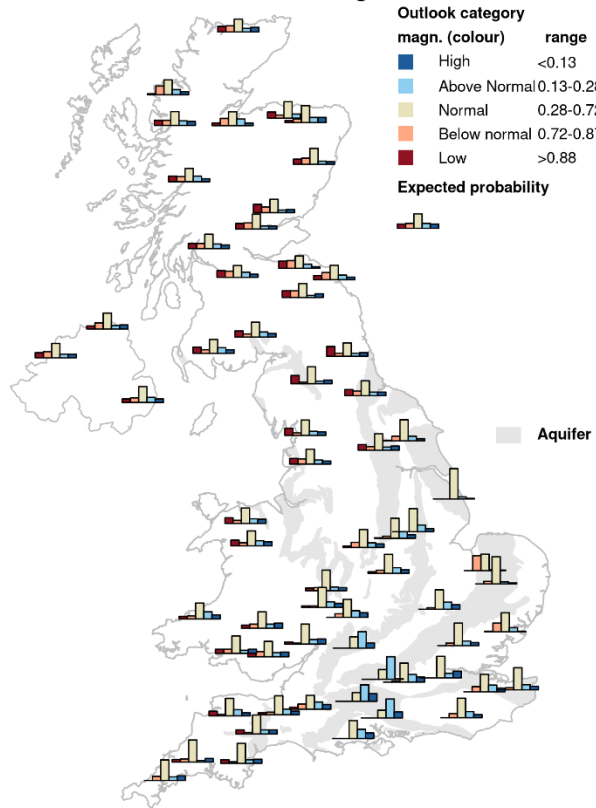 Outlook category
magn. (colour) range
High <0.13
Above Normal 0.13-0.28
Normal 0.28-0.72
Below normal 0.72-0.87
Low >0.88
Expected probability
Aquifer